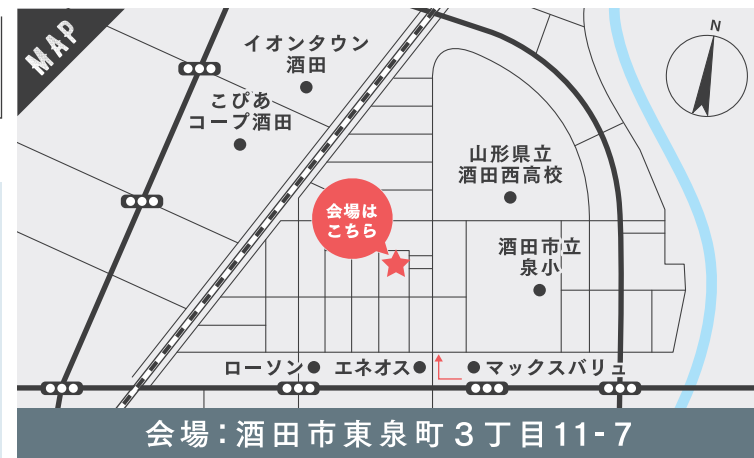 MAP
N
イオンタウン
酒田
こぴあ
コープ酒田
山形県立
酒田西高校
会場は
こちら
酒田市立
泉小
ローソン
エネオス
マックスバリュ
会場：酒田市東泉町３丁目11-7